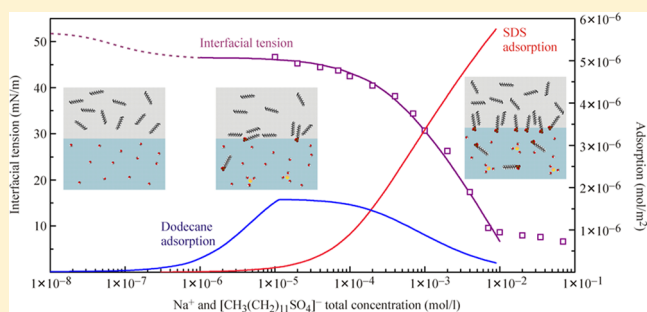 Interfacial tension
SDS
adsorption
Dodecane
adsorption
Interfacial tension (mN/m)
50
40
30
20
10
Adsorption (mol/m²)
6×10⁻⁶
5×10⁻⁶
4×10⁻⁶
3×10⁻⁶
2×10⁻⁶
1×10⁻⁶
0
1×10⁻⁸
1×10⁻⁷
1×10⁻⁶
1×10⁻⁵
1×10⁻⁴
1×10⁻³
1×10⁻²
1×10⁻¹
Na⁺ and [CH₃(CH₂)₁₁SO₄]⁻ total concentration (mol/l)